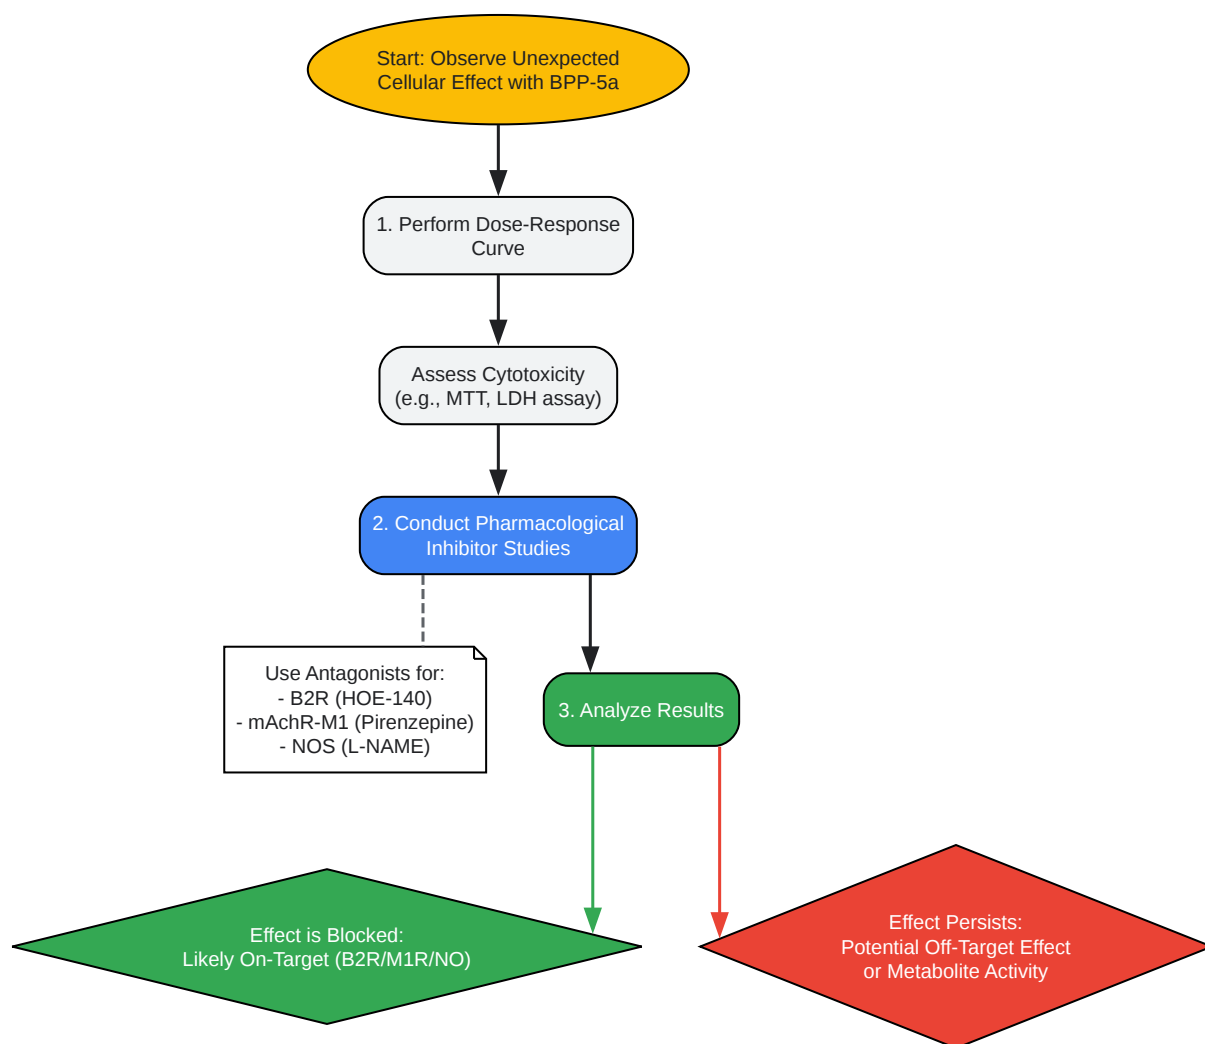 Start: Observe Unexpected
Cellular Effect with BPP-5a
1. Perform Dose-Response
Curve
Assess Cytotoxicity
(e.g., MTT, LDH assay)
2. Conduct Pharmacological
Inhibitor Studies
Use Antagonists for:
- B2R (HOE-140)
- mAchR-M1 (Pirenzepine)
- NOS (L-NAME)
3. Analyze Results
Effect is Blocked:
Likely On-Target (B2R/M1R/NO)
Effect Persists:
Potential Off-Target Effect
or Metabolite Activity